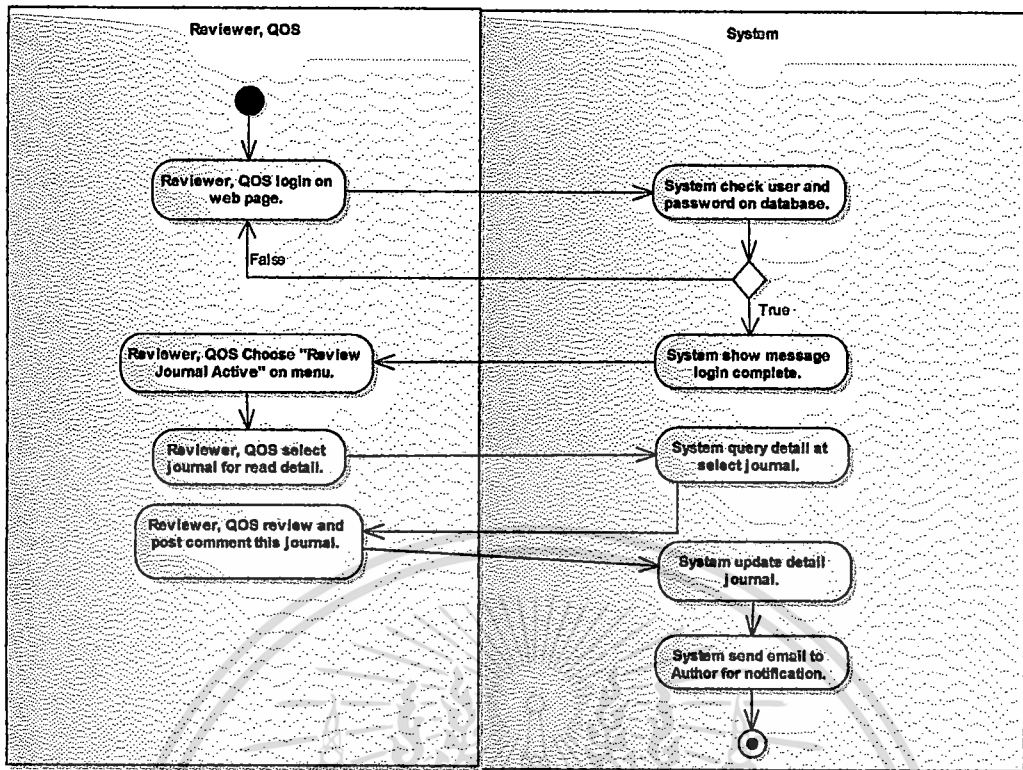 Reviewer, QOS
System
Reviewer, QOS login on
web page.
System check user and
password on database.
False
True
Reviewer, QOS Choose "Review
Journal Active" on menu.
System show message
login complete.
Reviewer, QOS select
journal for read detail.
System query detail at
select journal.
Reviewer, QOS review and
post comment this journal.
System update detail
journal.
System send email to
Author for notification.